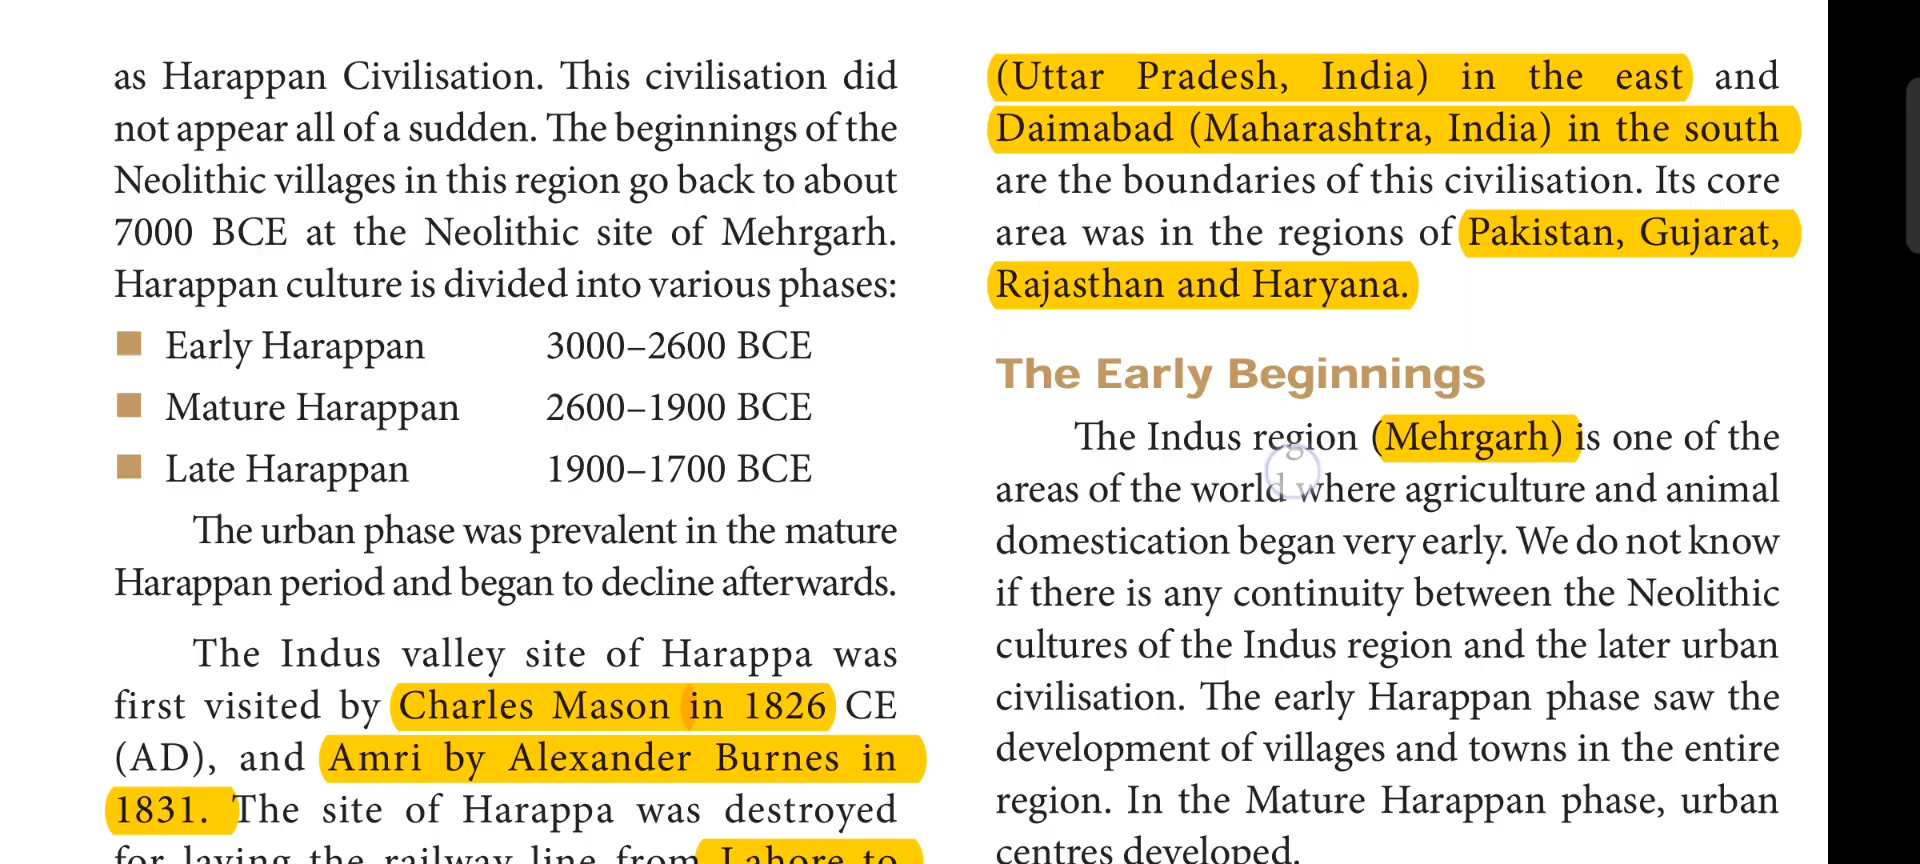 as Harappan Civilisation. This civilisation did
not appear all of a sudden. The beginnings of the
Neolithic villages in this region go back to about
7000 BCE at the Neolithic site of Mehrgarh.
Harappan culture is divided into various phases:
Early Harappan 3000–2600 BCE
Mature Harappan 2600–1900 BCE
Late Harappan 1900–1700 BCE
The urban phase was prevalent in the mature
Harappan period and began to decline afterwards.
The Indus valley site of Harappa was
first visited by Charles Mason in 1826 CE
(AD), and Amri by Alexander Burnes in
1831. The site of Harappa was destroyed
for laying the railway line from Lahore to
(Uttar Pradesh, India) in the east and
Daimabad (Maharashtra, India) in the south
are the boundaries of this civilisation. Its core
area was in the regions of Pakistan, Gujarat,
Rajasthan and Haryana.
The Early Beginnings
The Indus region (Mehrgarh) is one of the
areas of the world where agriculture and animal
domestication began very early. We do not know
if there is any continuity between the Neolithic
cultures of the Indus region and the later urban
civilisation. The early Harappan phase saw the
development of villages and towns in the entire
region. In the Mature Harappan phase, urban
centres developed.